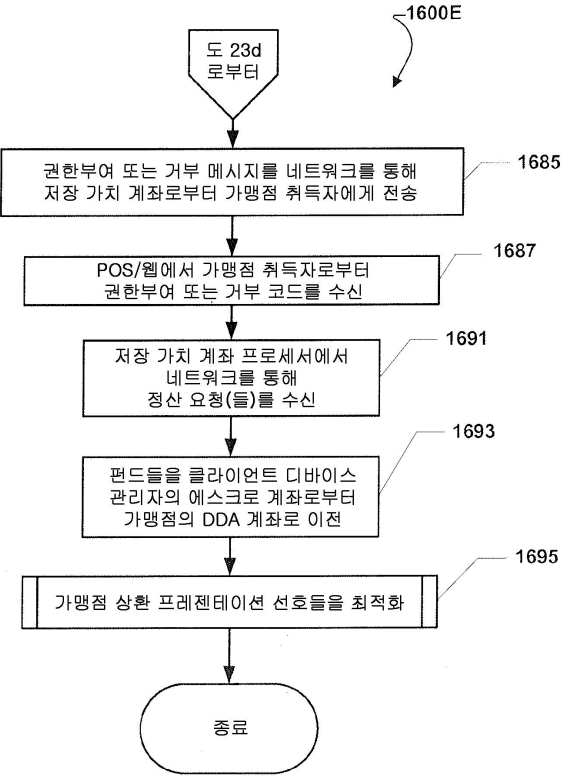 1600E
도 23d
로부터
권한부여 또는 거부 메시지를 네트워크를 통해
저장 가치 계좌로부터 가맹점 취득자에게 전송
1685
POS/웹에서 가맹점 취득자로부터
권한부여 또는 거부 코드를 수신
1687
저장 가치 계좌 프로세서에서
네트워크를 통해
정산 요청(들)를 수신
1691
펀드들을 클라이언트 디바이스
관리자의 에스크로 계좌로부터
가맹점의 DDA 계좌로 이전
1693
가맹점 상환 프레젠테이션 선호들을 최적화
1695
종료